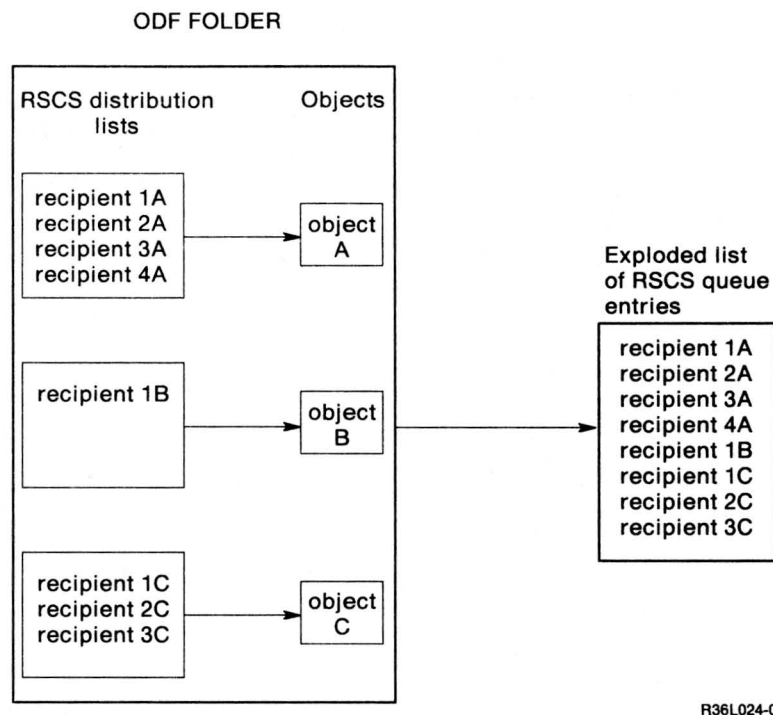 ODF FOLDER
RSCS distribution
lists
Objects
recipient 1A
recipient 2A
recipient 3A
recipient 4A
object
A
recipient 1B
object
B
recipient 1C
recipient 2C
recipient 3C
object
C
Exploded list
of RSCS queue
entries
recipient 1A
recipient 2A
recipient 3A
recipient 4A
recipient 1B
recipient 1C
recipient 2C
recipient 3C